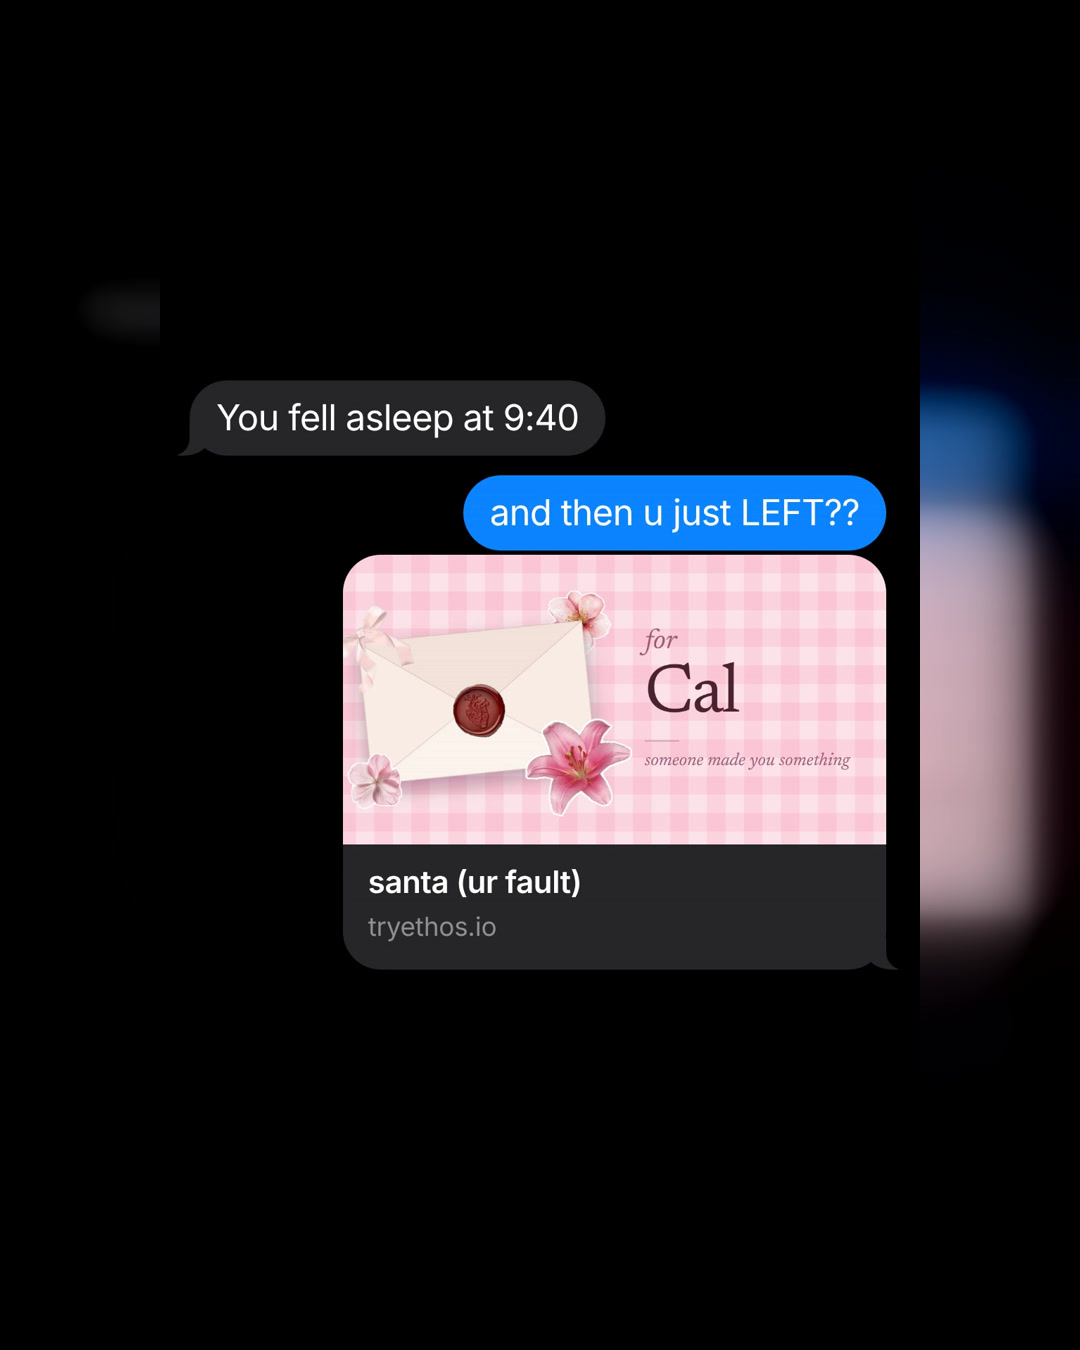 You fell asleep at 9:40
and then u just LEFT??
for
Cal
someone made you something
santa (ur fault)
tryethos.io